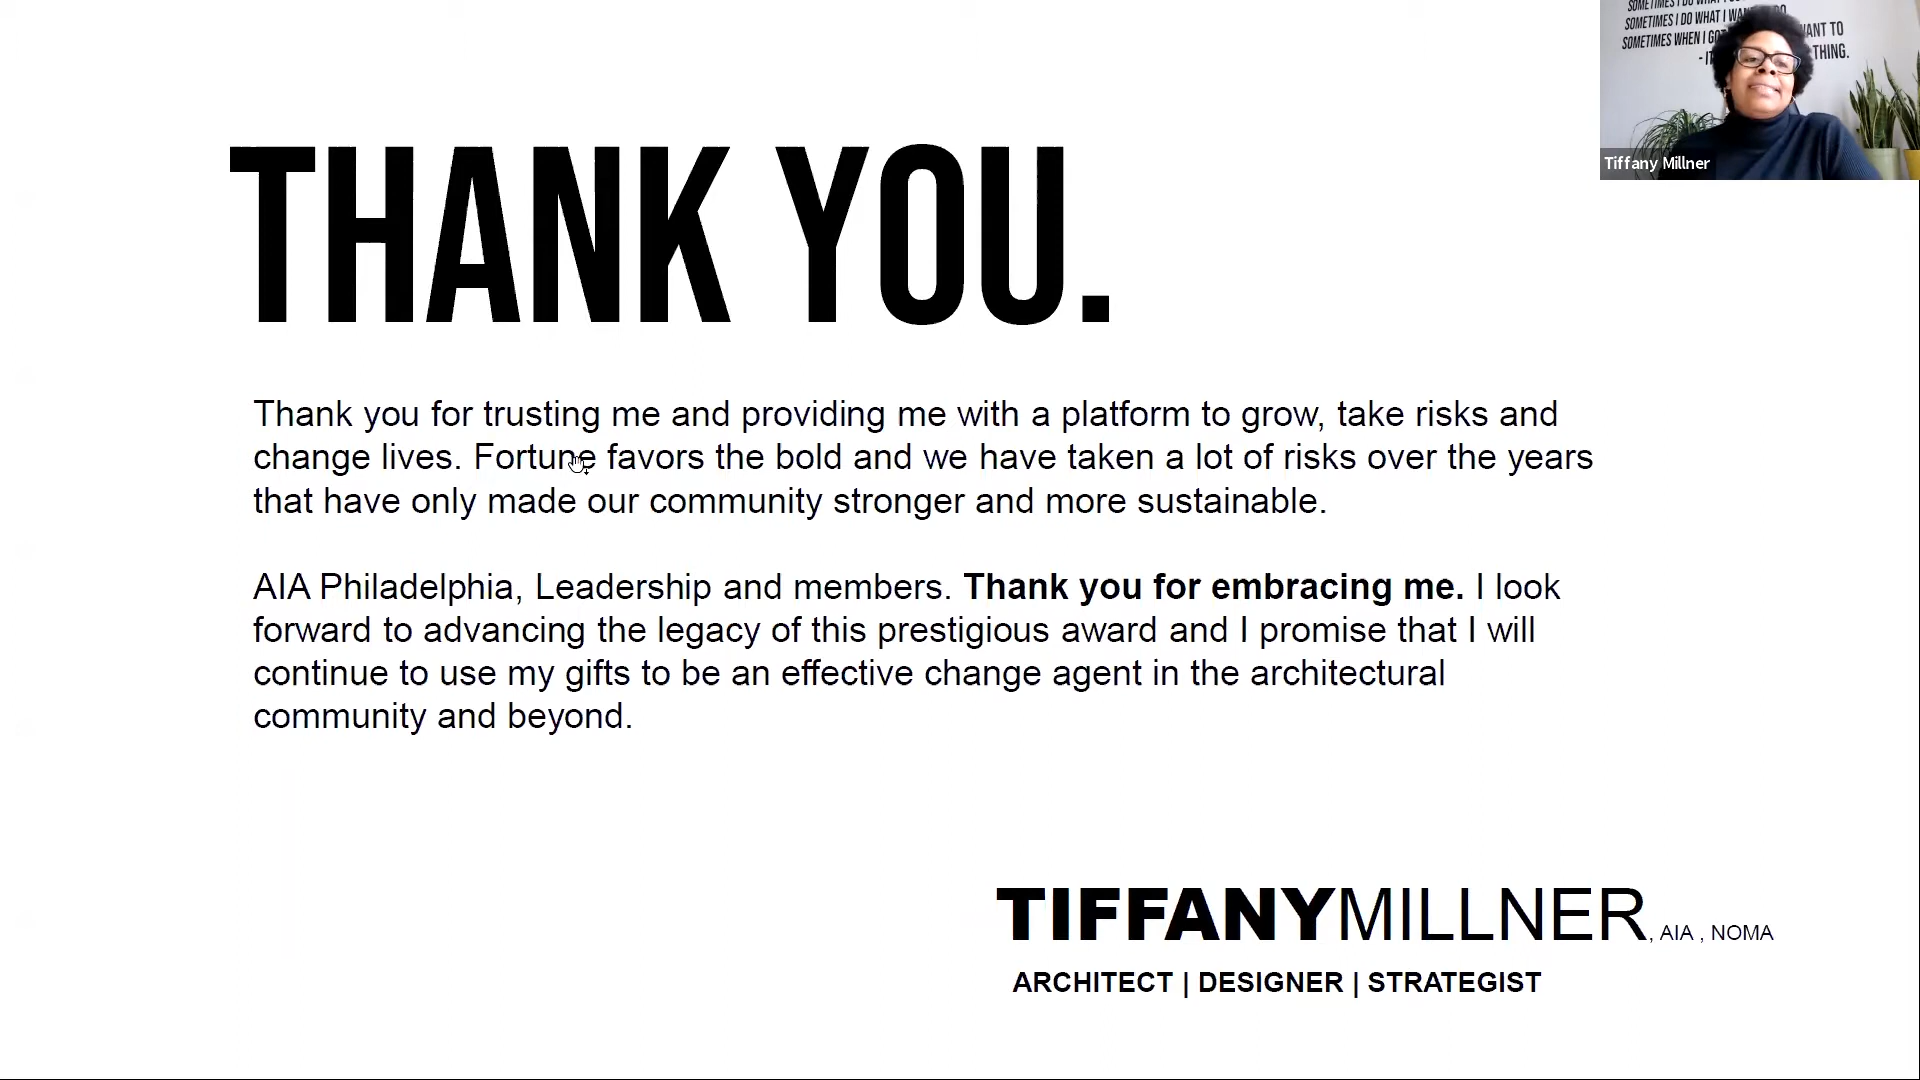 SOMETIMES I DO WHAT I WA
SOMETIMES WHEN I GO WANT TO
THING.
Tiffany Millner
THANK YOU.
Thank you for trusting me and providing me with a platform to grow, take risks and
change lives. Fortune favors the bold and we have taken a lot of risks over the years
that have only made our community stronger and more sustainable.
AIA Philadelphia, Leadership and members. Thank you for embracing me. I look
forward to advancing the legacy of this prestigious award and I promise that I will
continue to use my gifts to be an effective change agent in the architectural
community and beyond.
TIFFANYMILLNER, AIA , NOMA
ARCHITECT | DESIGNER | STRATEGIST